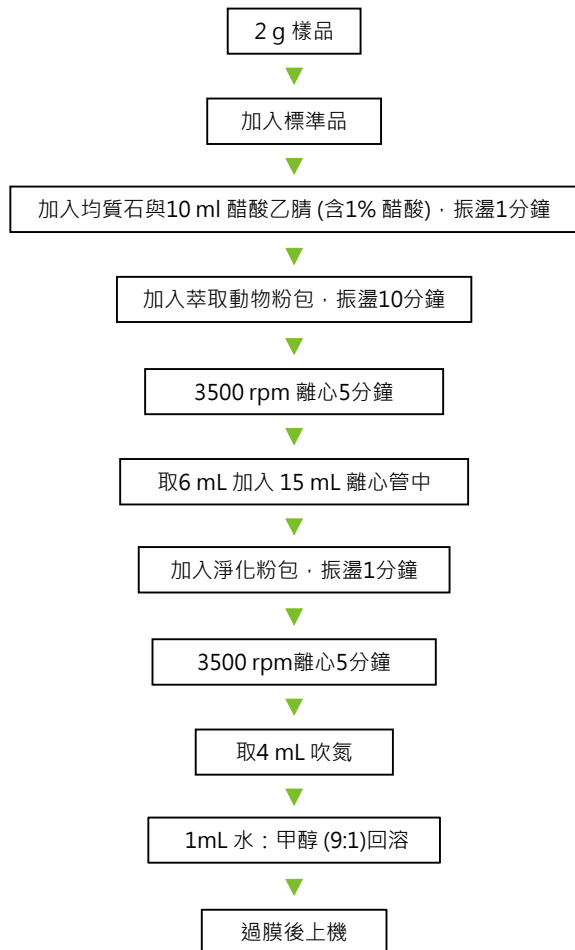 2 g 樣品
加入標準品
加入均質石與10 ml 醋酸乙腈 (含1% 醋酸)，振盪1分鐘
加入萃取動物粉包，振盪10分鐘
3500 rpm 離心5分鐘
取6 mL 加入 15 mL 離心管中
加入淨化粉包，振盪1分鐘
3500 rpm離心5分鐘
取4 mL 吹氮
1mL 水：甲醇 (9:1)回溶
過膜後上機